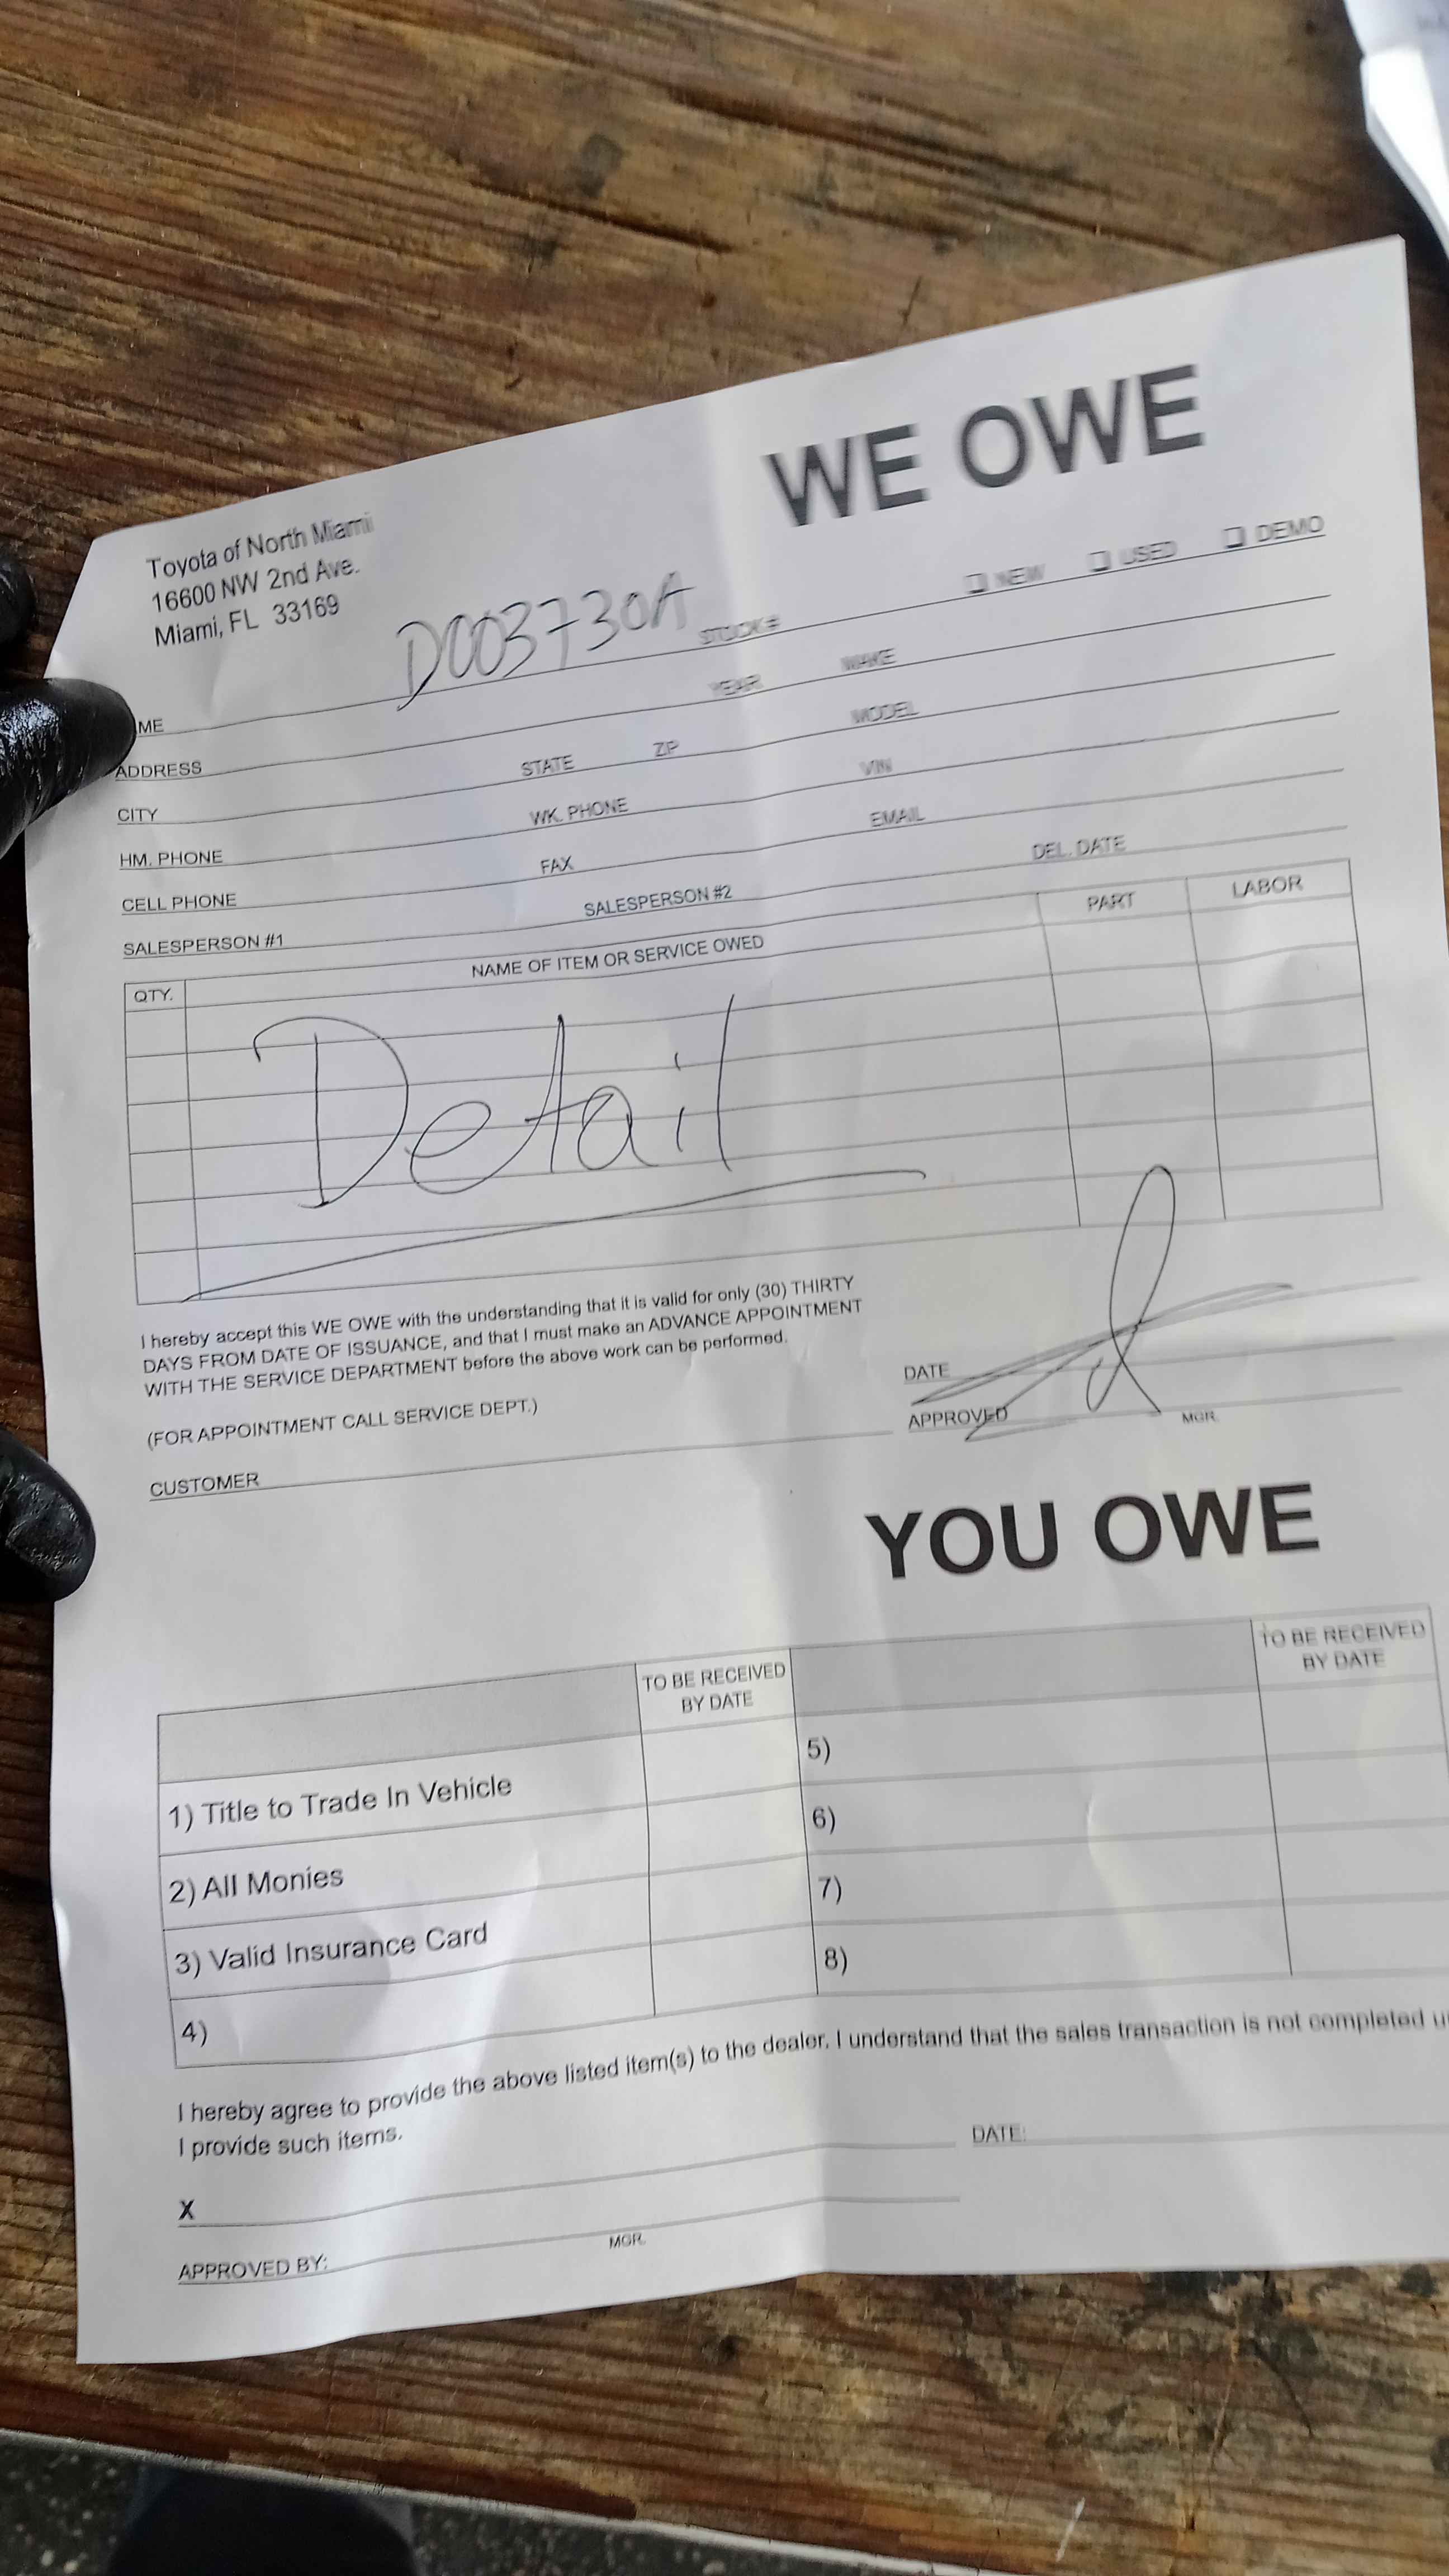 WE OWE
Toyota of North Miami
16600 NW 2nd Ave.
Miami, FL 33169
NEW USED DEMO
ME D003730A STOCK#
ADDRESS YEAR MAKE
CITY STATE ZIP MODEL
HM. PHONE WK. PHONE VIN
CELL PHONE FAX EMAIL
SALESPERSON #1 SALESPERSON #2 DEL. DATE
QTY. NAME OF ITEM OR SERVICE OWED PART LABOR
Detail
I hereby accept this WE OWE with the understanding that it is valid for only (30) THIRTY
DAYS FROM DATE OF ISSUANCE, and that I must make an ADVANCE APPOINTMENT
WITH THE SERVICE DEPARTMENT before the above work can be performed.
DATE
(FOR APPOINTMENT CALL SERVICE DEPT.)
APPROVED MGR.
CUSTOMER
YOU OWE
TO BE RECEIVED
BY DATE
TO BE RECEIVED
BY DATE
1) Title to Trade In Vehicle 5)
2) All Monies 6)
3) Valid Insurance Card 7)
4) 8)
I hereby agree to provide the above listed item(s) to the dealer. I understand that the sales transaction is not completed
I provide such items.
X DATE:
APPROVED BY: MGR.